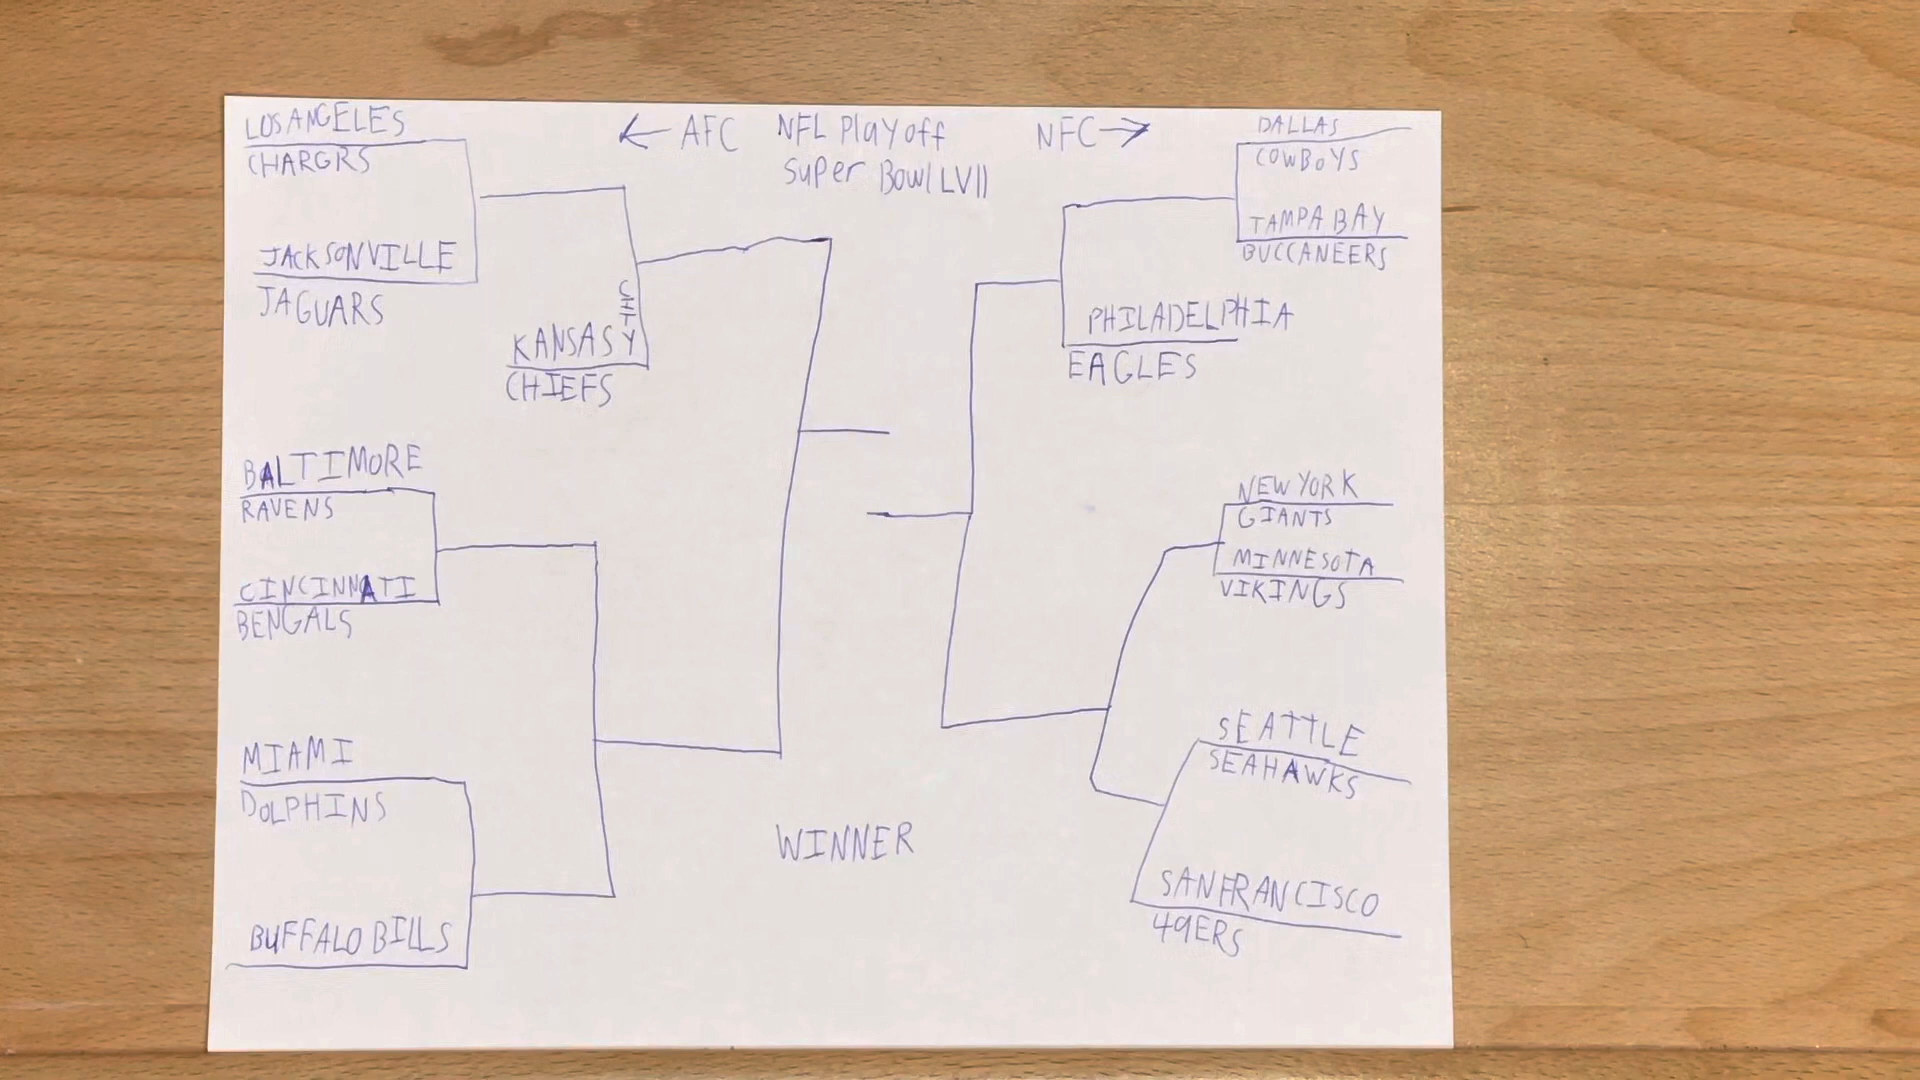 ← AFC NFL Playoff NFC →
Super Bowl LVII
LOS ANGELES
CHARGRS
JACKSONVILLE
JAGUARS
KANSAS CITY
CHIEFS
BALTIMORE
RAVENS
CINCINNATI
BENGALS
MIAMI
DOLPHINS
BUFFALO BILLS
DALLAS
COWBOYS
TAMPA BAY
BUCCANEERS
PHILADELPHIA
EAGLES
NEW YORK
GIANTS
MINNESOTA
VIKINGS
SEATTLE
SEAHAWKS
SANFRANCISCO
49ERS
WINNER